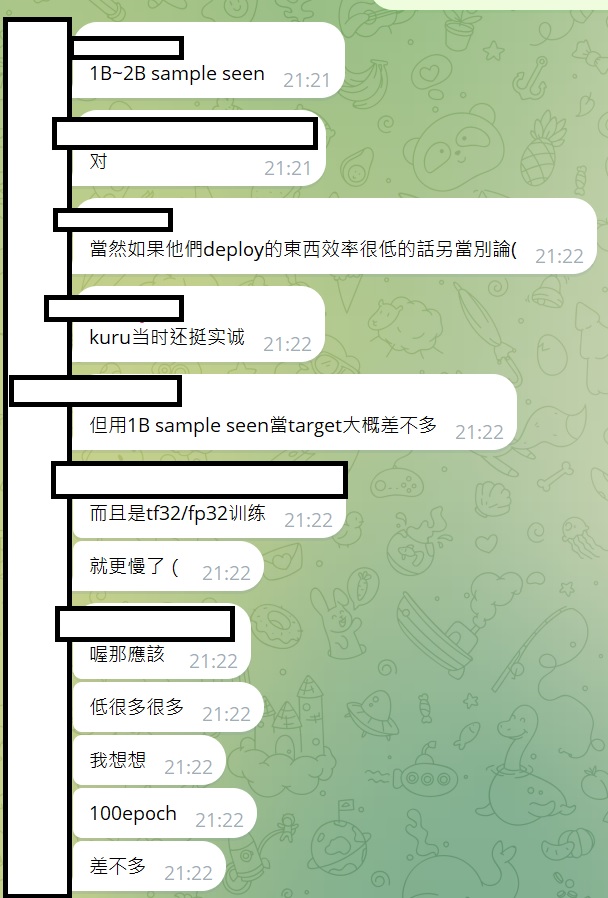 1B~2B sample seen 21:21
对 21:21
當然如果他們deploy的東西效率很低的話另當別論( 21:22
kuru当时还挺实诚 21:22
但用1B sample seen當target大概差不多 21:22
而且是tf32/fp32训练 21:22
就更慢了（ 21:22
喔那應該 21:22
低很多很多 21:22
我想想 21:22
100epoch 21:22
差不多 21:22